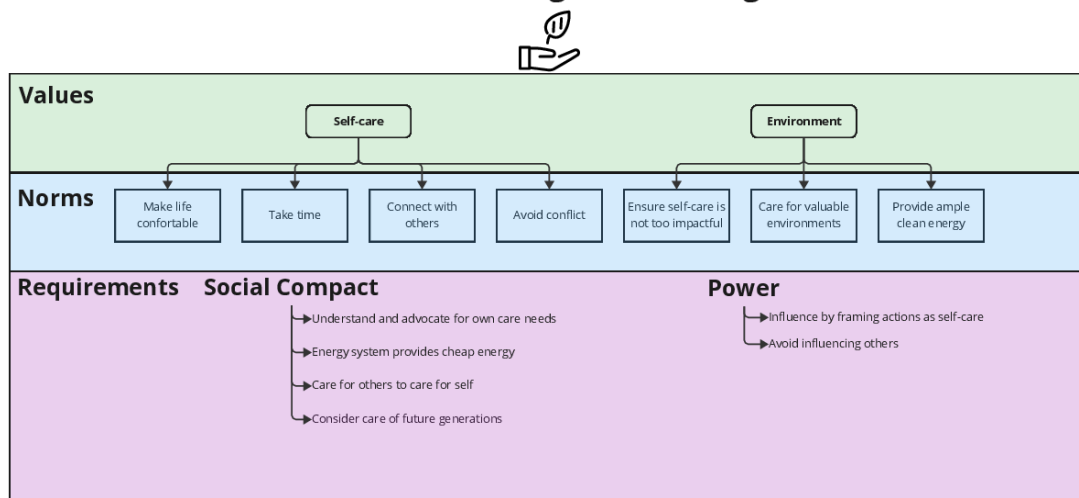 Values
Self-care
Environment
Norms
Make life
confortable
Take time
Connect with
others
Avoid conflict
Ensure self-care is
not too impactful
Care for valuable
environments
Provide ample
clean energy
Requirements
Social Compact
Understand and advocate for own care needs
Energy system provides cheap energy
Care for others to care for self
Consider care of future generations
Power
Influence by framing actions as self-care
Avoid influencing others